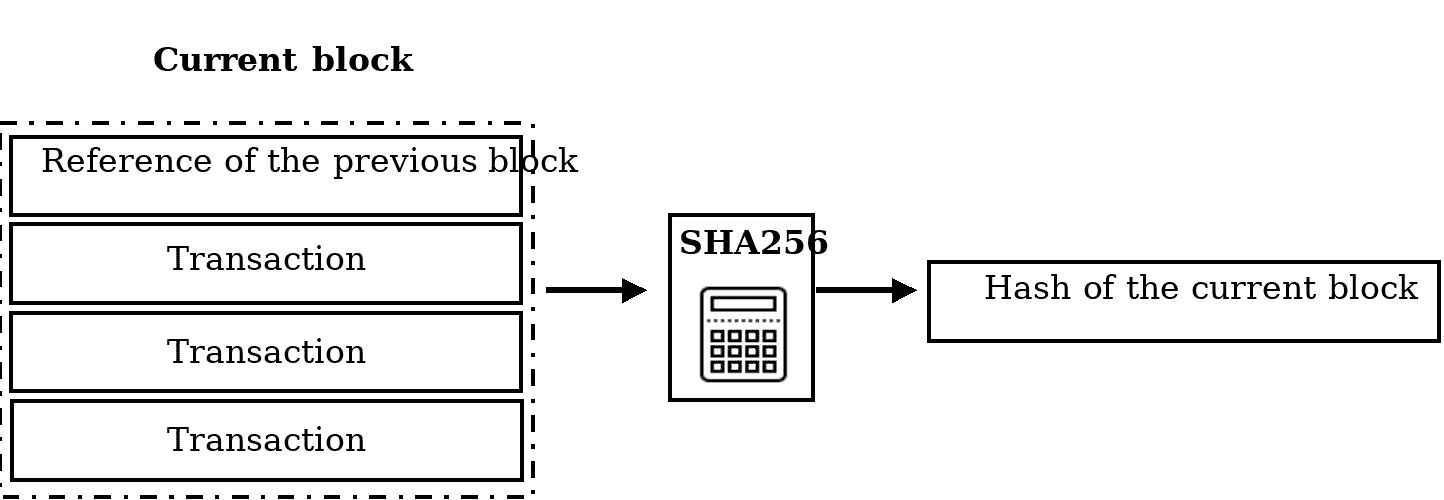 Current block
Reference of the previous block
Transaction
SHA256
Hash of the current block
Transaction
Transaction